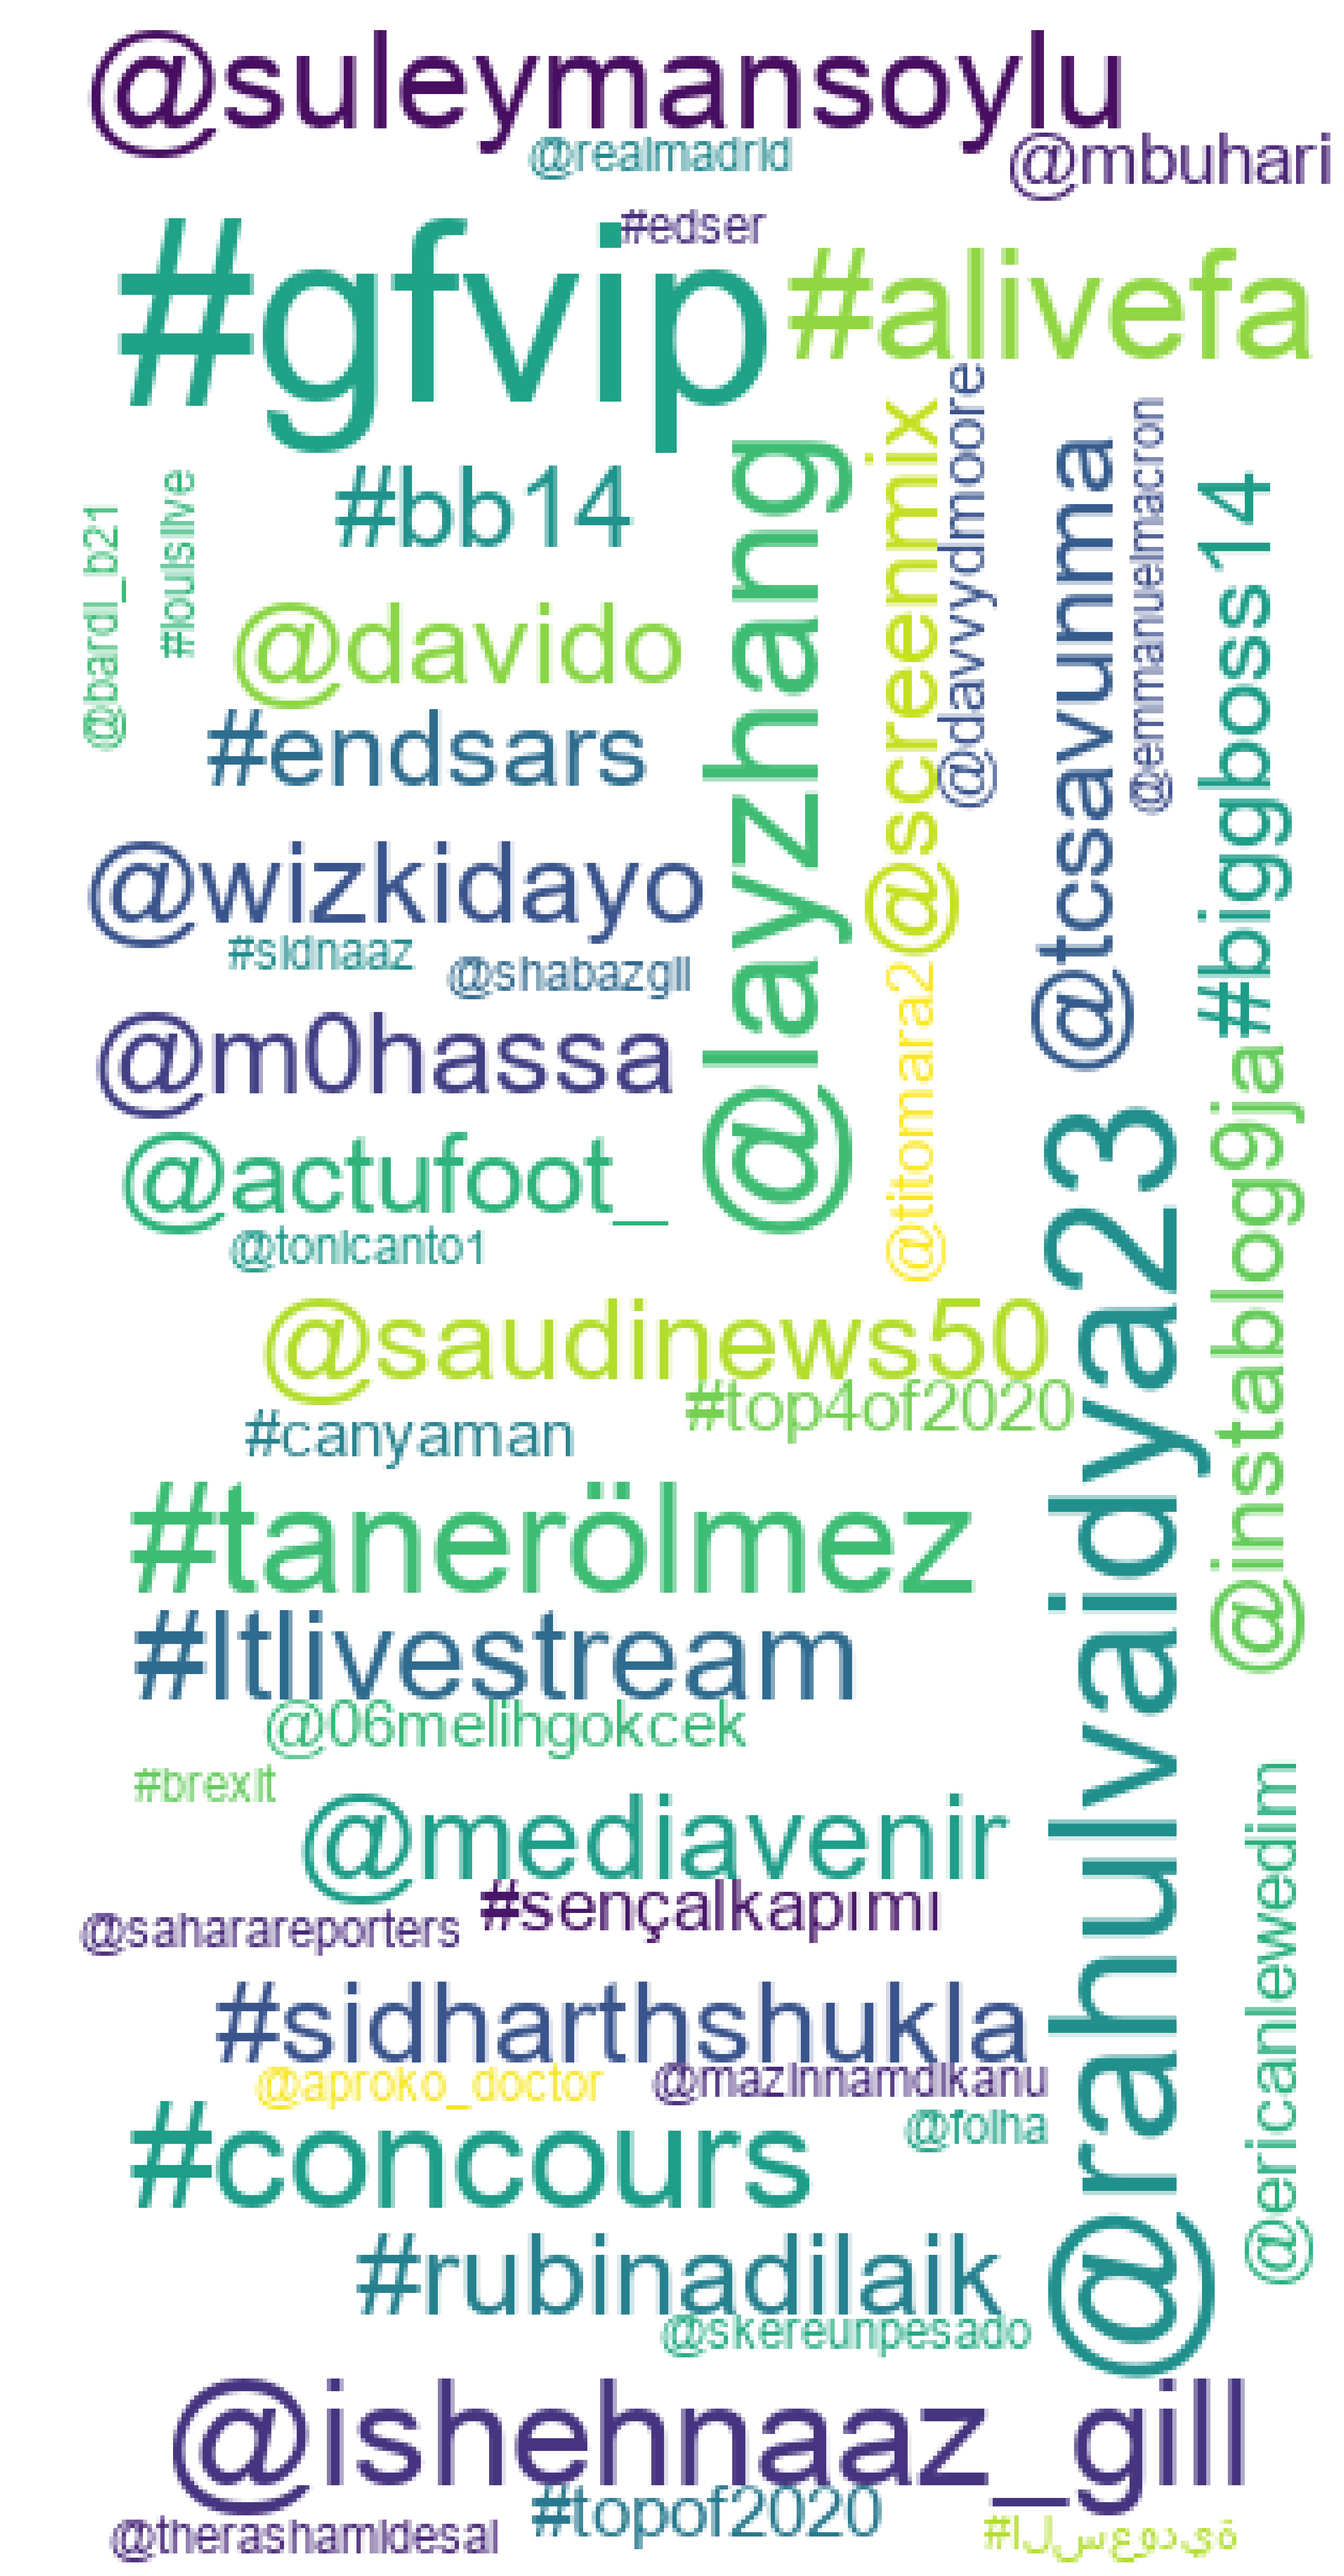 @suleymansoylu
@realmadrid
@mbuhari
#edser
#gfvip
#alivefa
@davvydmoore
@screenmix
@emmanuelmacron
@tcsavunma
@layzhang
#bb14
#louislive
@bardi_b21
#biggboss14
@davido
#endsars
@wizkidayo
#sidnaaz
@shabazgil
@titomara2
@m0hassa
@instablog9ja
@rahulvaidya23
@actufoot_
@tonicanto1
@saudinews50
#top4of2020
#canyaman
#tanerölmez
#ltlivestream
@06melihgokcek
#brexit
@ericanlewedim
@mediavenir
#sençalkapımı
@saharareporters
#sidharthshukla
@aproko_doctor
@mazinnamdikanu
@folha
#concours
#rubinadilaik
@skereunpesado
@ishehnaaz_gill
#topof2020
@therashamidesai
#السعودية